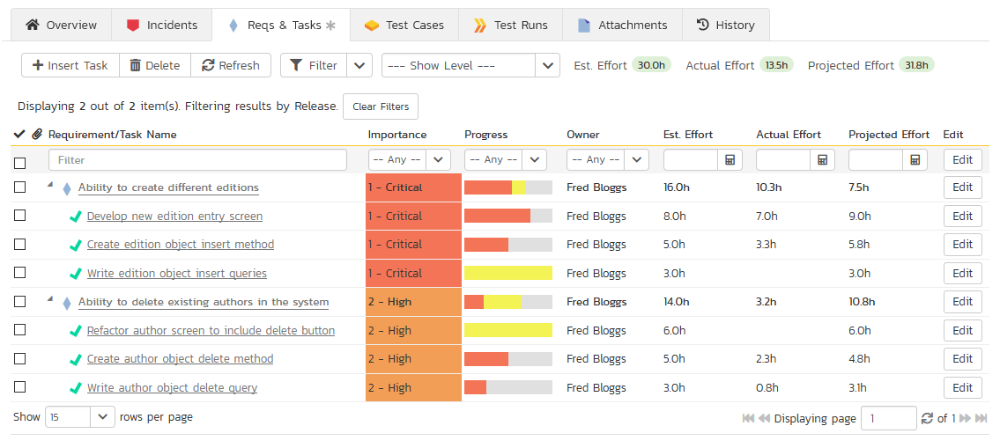 Overview Incidents Reqs & Tasks Test Cases Test Runs Attachments History
Insert Task Delete Refresh Filter --- Show Level --- Est. Effort 30.0h Actual Effort 13.5h Projected Effort 31.8h
Displaying 2 out of 2 item(s). Filtering results by Release. Clear Filters
Requirement/Task Name Importance Progress Owner Est. Effort Actual Effort Projected Effort Edit
Filter -- Any -- -- Any -- -- Any -- Edit
Ability to create different editions 1 - Critical Fred Bloggs 16.0h 10.3h 7.5h Edit
Develop new edition entry screen 1 - Critical Fred Bloggs 8.0h 7.0h 9.0h Edit
Create edition object insert method 1 - Critical Fred Bloggs 5.0h 3.3h 5.8h Edit
Write edition object insert queries 1 - Critical Fred Bloggs 3.0h 3.0h Edit
Ability to delete existing authors in the system 2 - High Fred Bloggs 14.0h 3.2h 10.8h Edit
Refactor author screen to include delete button 2 - High Fred Bloggs 6.0h 6.0h Edit
Create author object delete method 2 - High Fred Bloggs 5.0h 2.3h 4.8h Edit
Write author object delete query 2 - High Fred Bloggs 3.0h 0.8h 3.1h Edit
Show 15 rows per page Displaying page 1 of 1